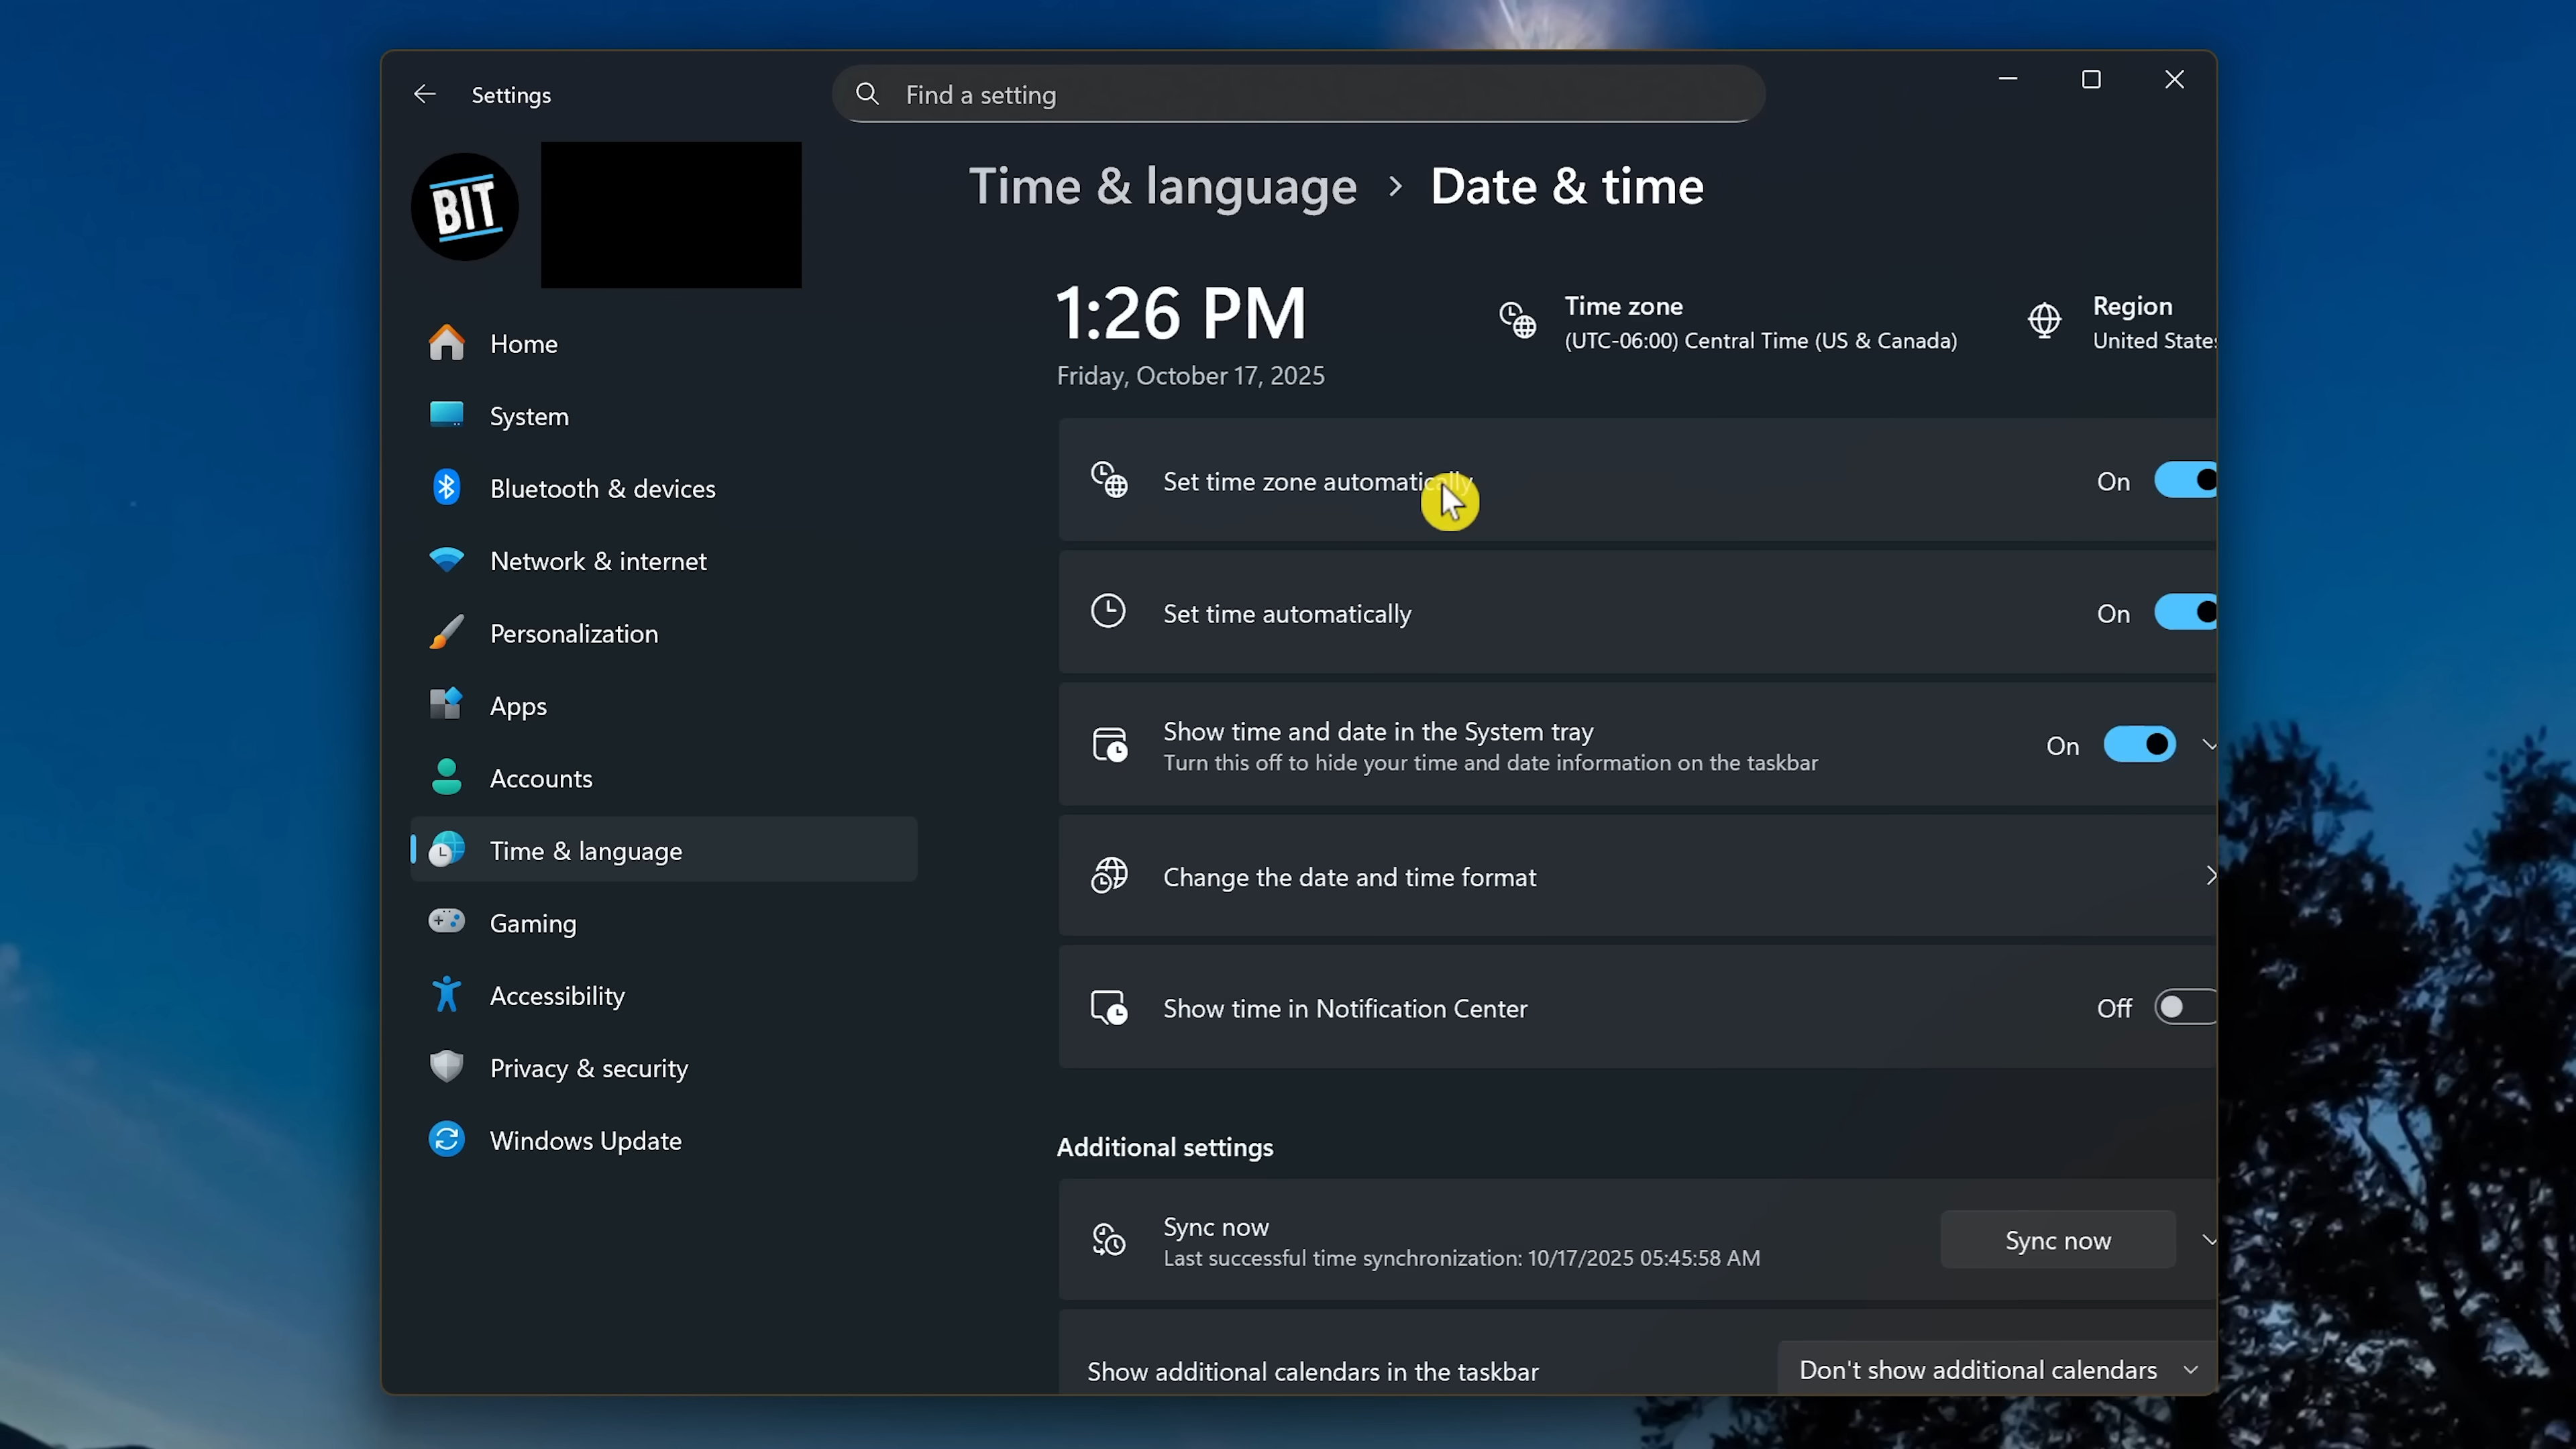 Settings
Find a setting
BIT
Time & language > Date & time
1:26 PM
Friday, October 17, 2025
Time zone
(UTC-06:00) Central Time (US & Canada)
Region
United States
Home
System
Bluetooth & devices
Network & internet
Personalization
Apps
Accounts
Time & language
Gaming
Accessibility
Privacy & security
Windows Update
Set time zone automatically
On
Set time automatically
On
Show time and date in the System tray
Turn this off to hide your time and date information on the taskbar
On
Change the date and time format
Show time in Notification Center
Off
Additional settings
Sync now
Last successful time synchronization: 10/17/2025 05:45:58 AM
Sync now
Show additional calendars in the taskbar
Don't show additional calendars